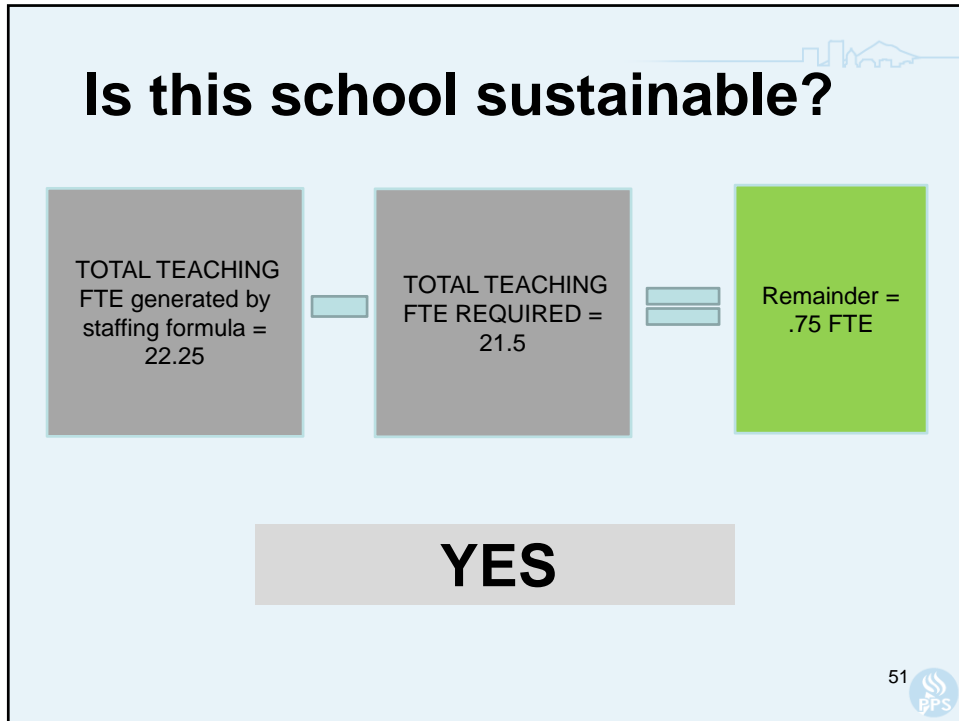 Is this school sustainable?
TOTAL TEACHING
FTE generated by
staffing formula =
22.25
TOTAL TEACHING
FTE REQUIRED =
21.5
Remainder =
.75 FTE
YES
51
PPS